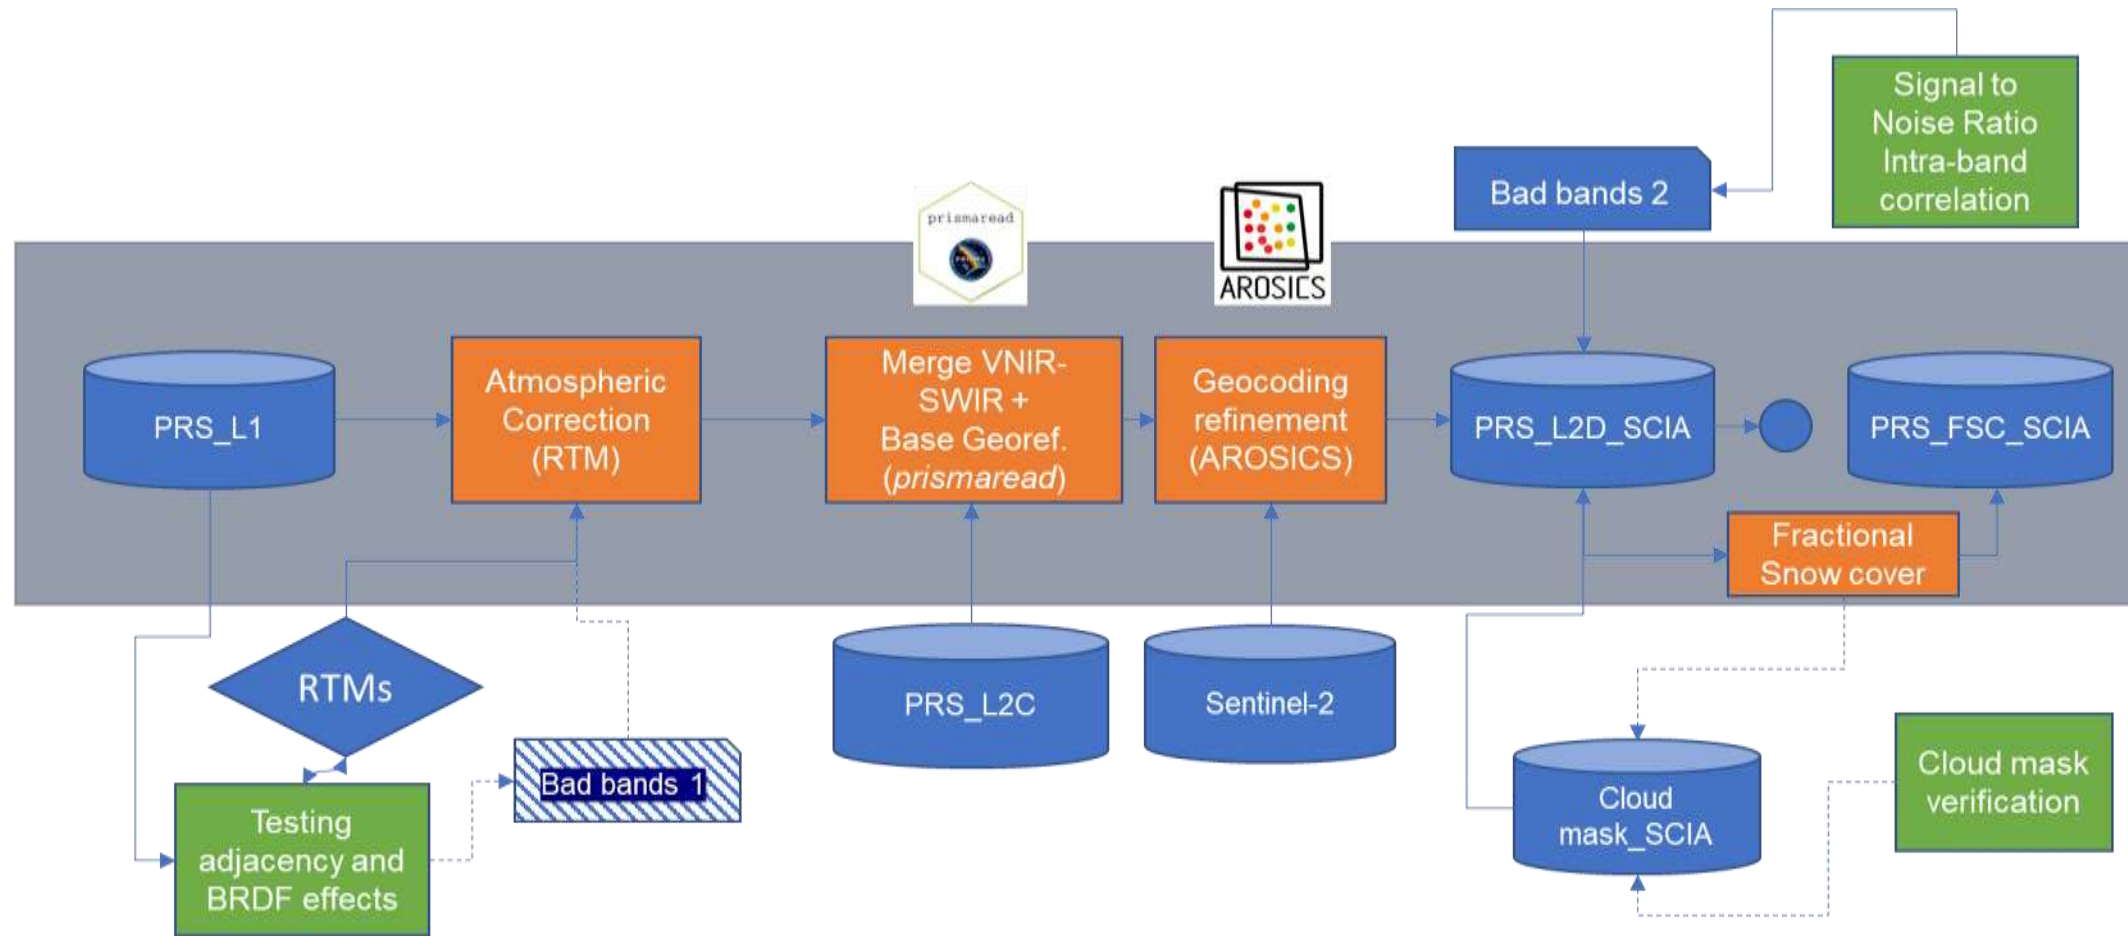 Signal to
Noise Ratio
Intra-band
correlation
Bad bands 2
prismaread
AROSICS
PRS_L1
Atmospheric
Correction
(RTM)
Merge VNIR-
SWIR +
Base Georef.
(prismaread)
Geocoding
refinement
(AROSICS)
PRS_L2D_SCIA
PRS_FSC_SCIA
Fractional
Snow cover
RTMs
PRS_L2C
Sentinel-2
Bad bands 1
Testing
adjacency and
BRDF effects
Cloud
mask_SCIA
Cloud mask
verification